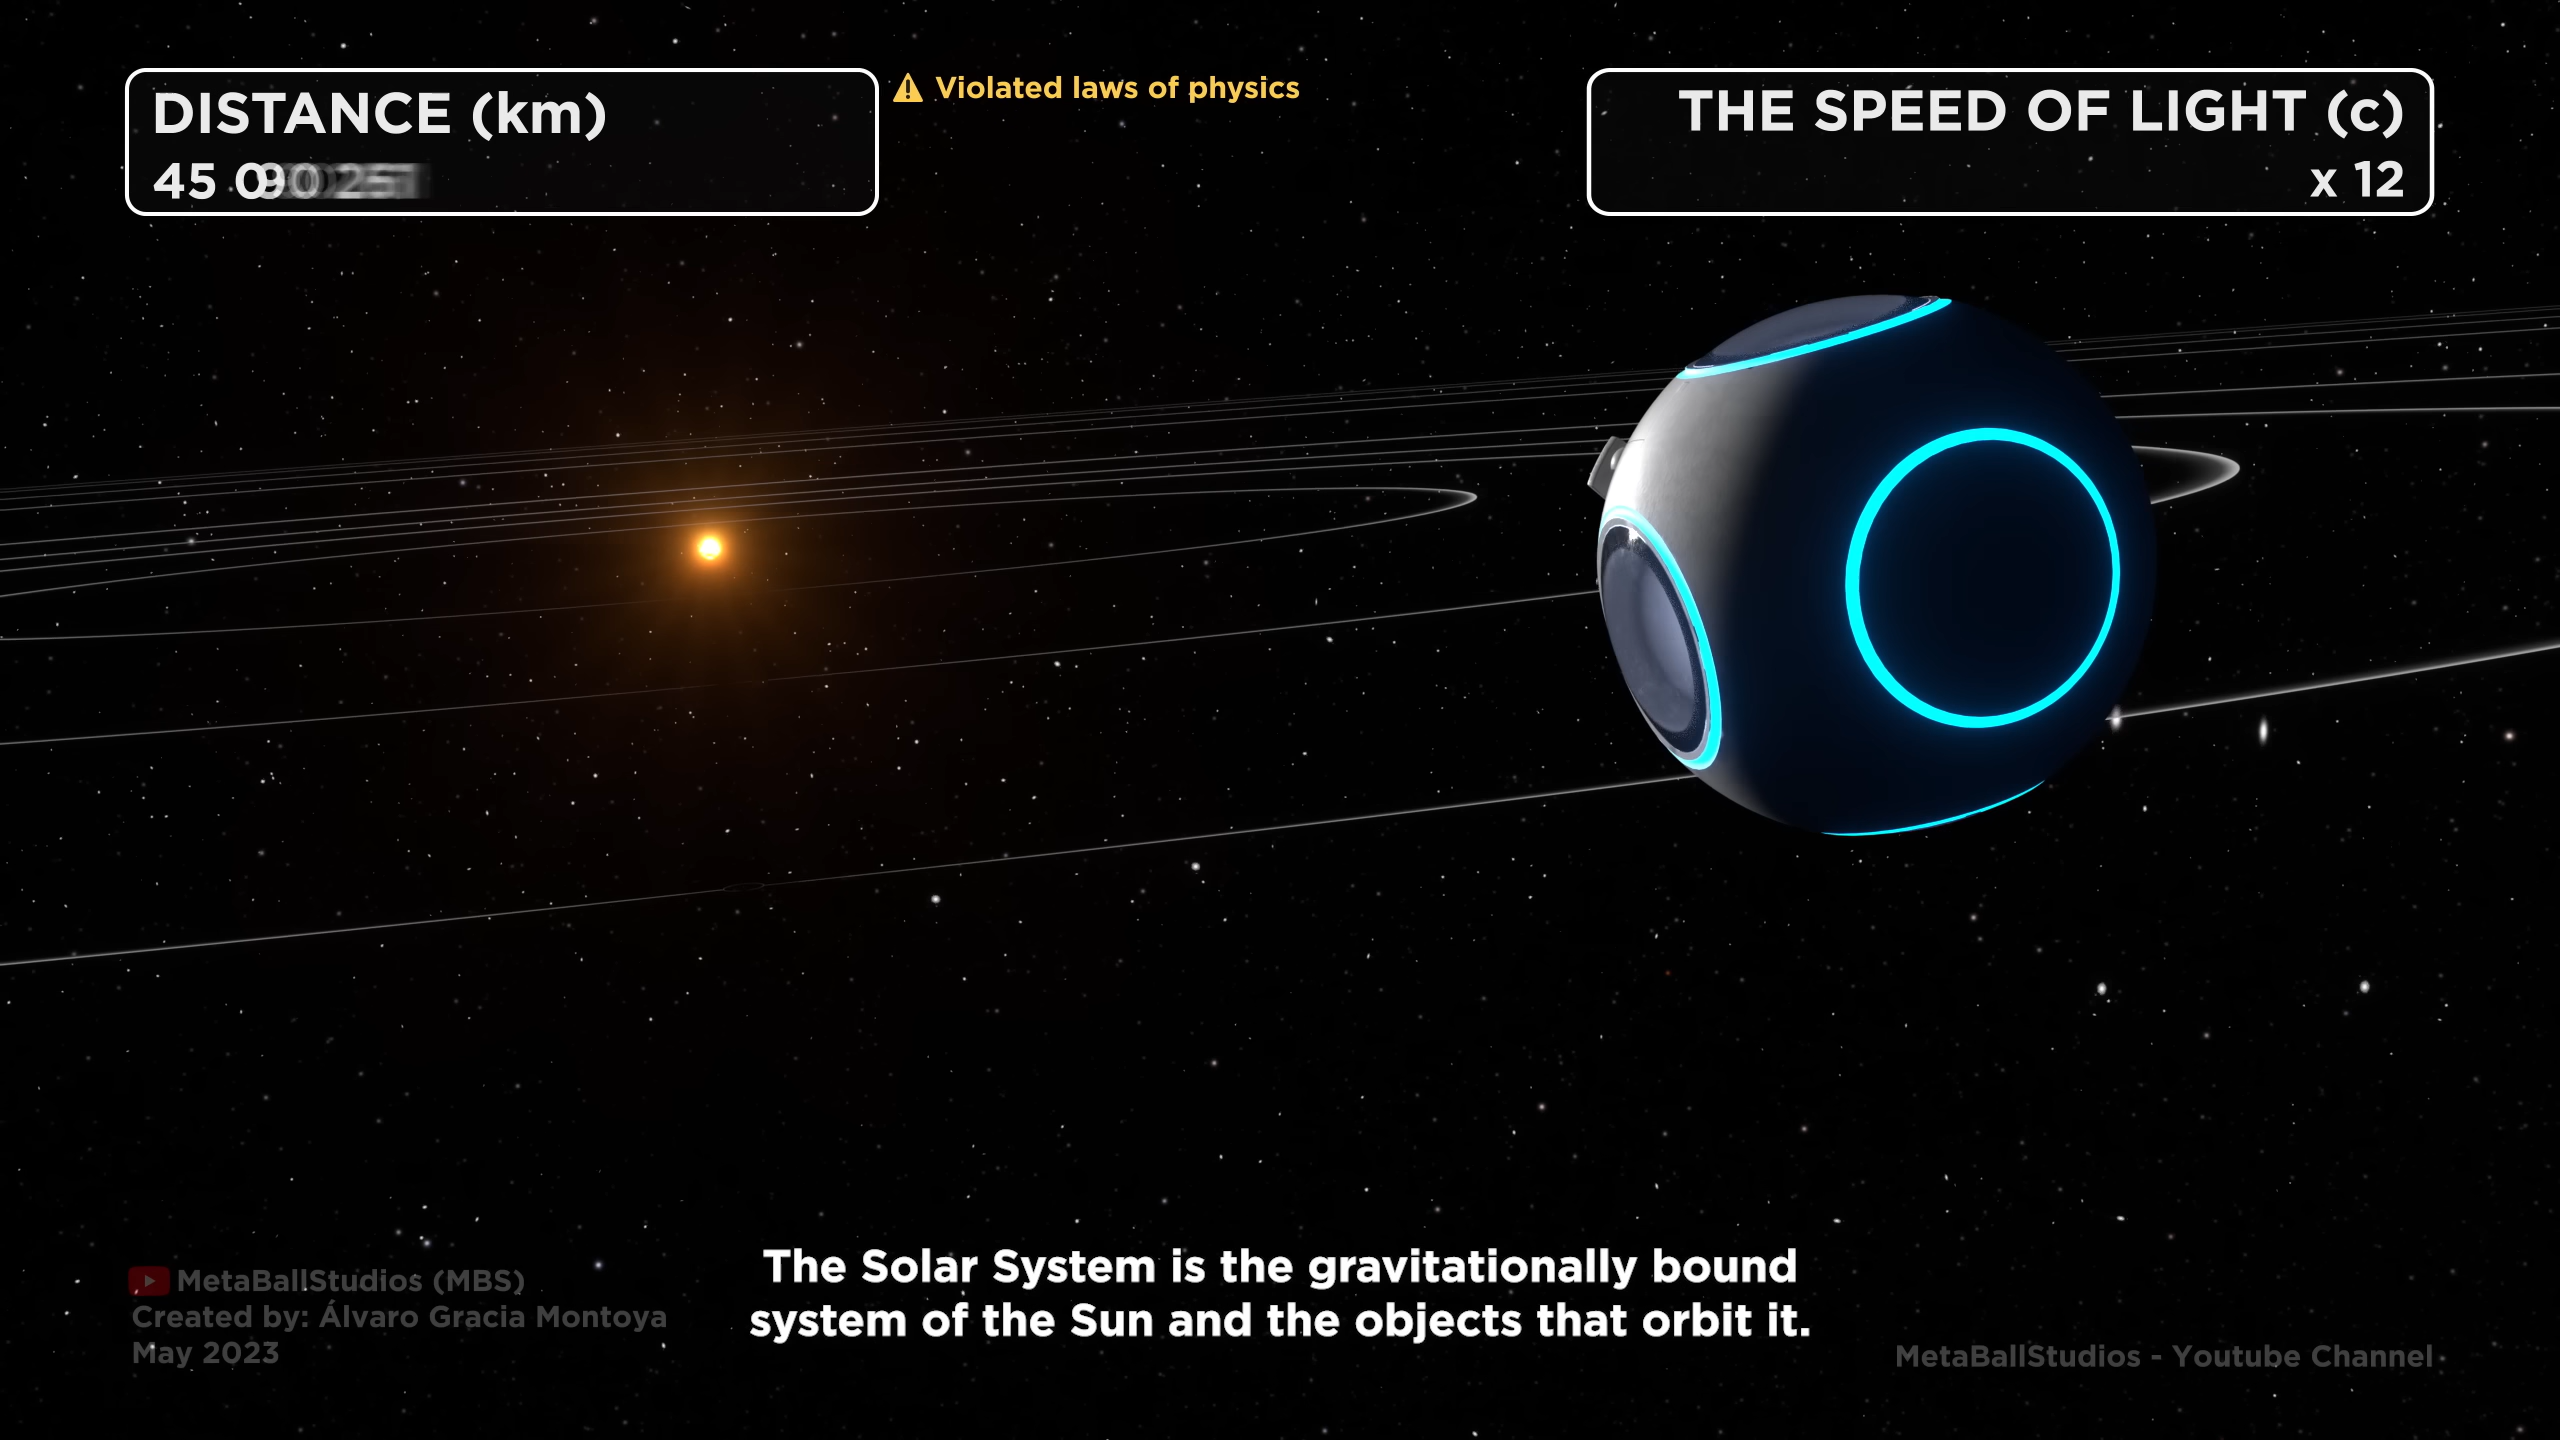 DISTANCE (km)
45
Violated laws of physics
THE SPEED OF LIGHT (c)
x 12
The Solar System is the gravitationally bound
system of the Sun and the objects that orbit it.
MetaBallStudios (MBS)
Created by: Álvaro Gracia Montoya
May 2023
MetaBallStudios - Youtube Channel